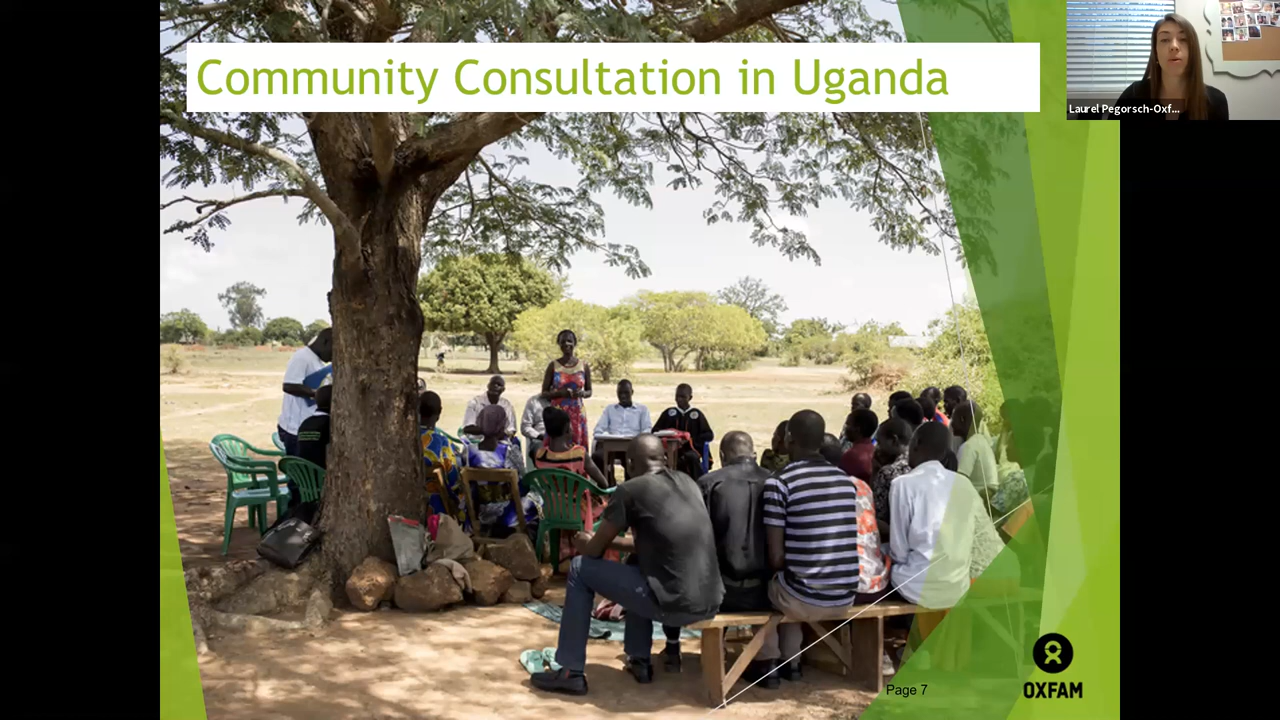 Community Consultation in Uganda
Laurel Pegorsch-Oxf...
Page 7
OXFAM